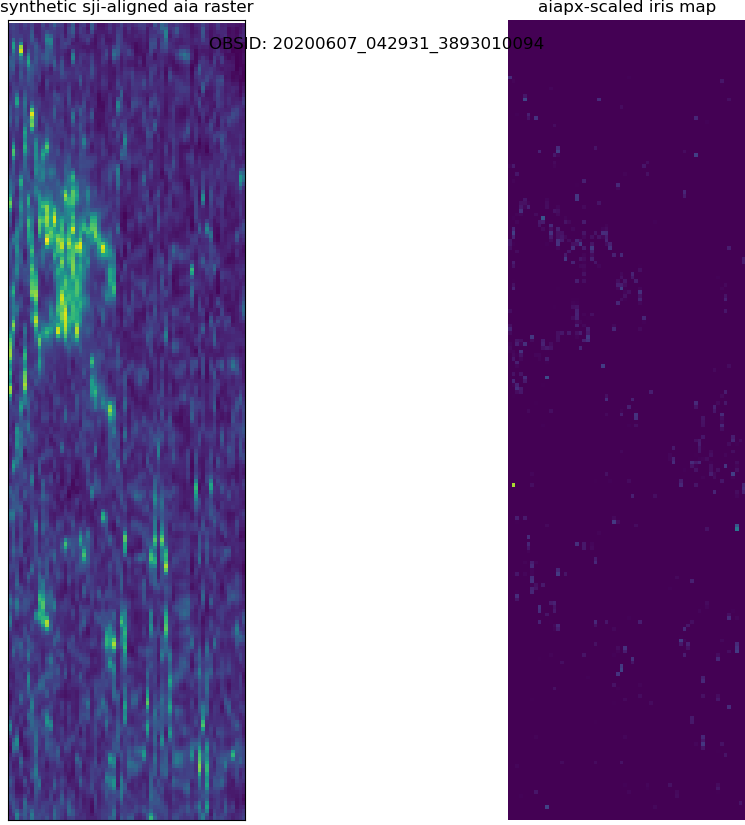 synthetic sji-aligned aia raster
aiapx-scaled iris map
OBSID: 20200607_042931_3893010094